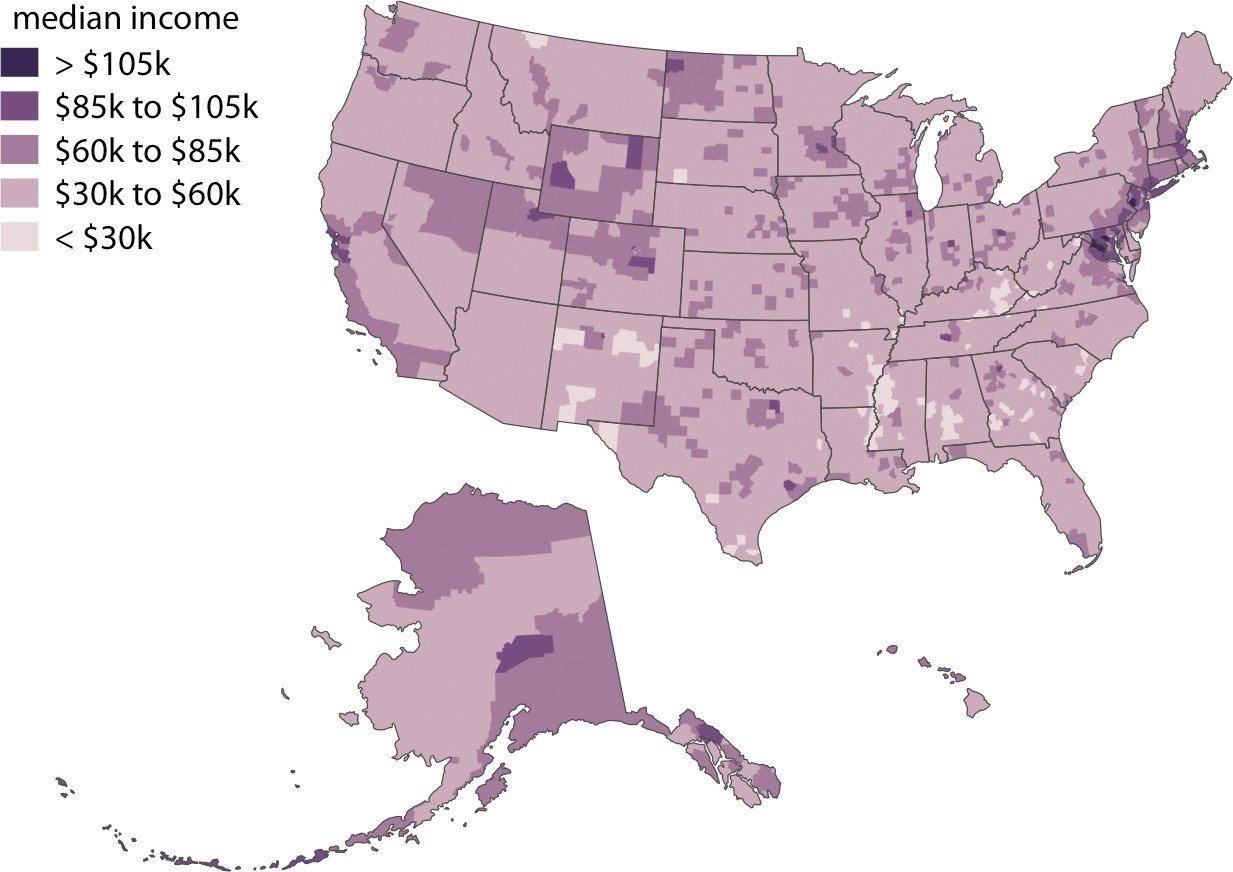 median income
> $105k
$85k to $105k
$60k to $85k
$30k to $60k
< $30k